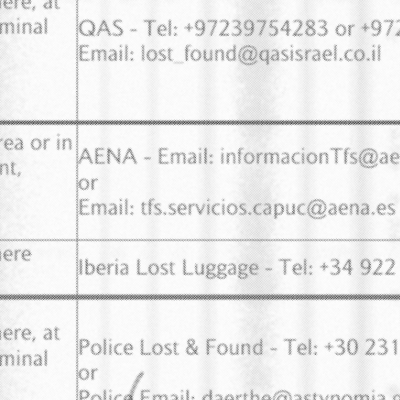 here, at
minal
QAS - Tel: +97239754283 or +972
Email: lost_found@qasisrael.co.il
rea or in
nt,
AENA - Email: informacionTfs@ae
or
Email: tfs.servicios.capuc@aena.es
here
Iberia Lost Luggage - Tel: +34 922
here, at
minal
Police Lost & Found - Tel: +30 231
or
Police Email: daerthe@astynomia